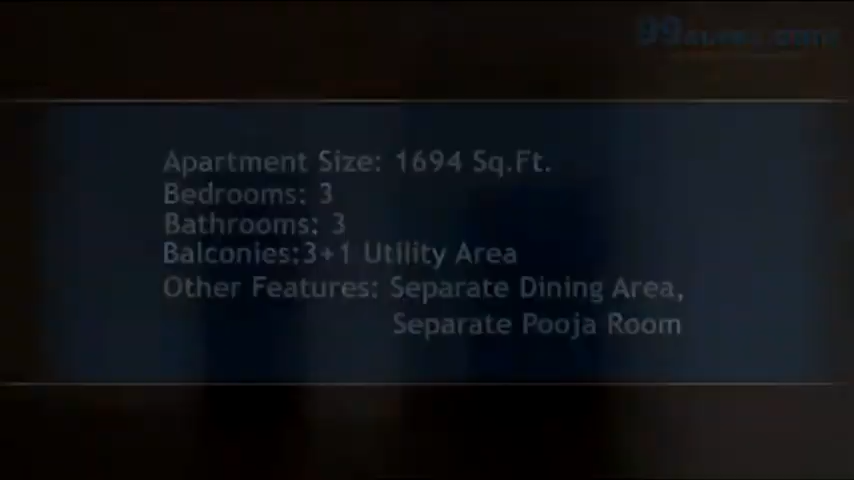 Apartment Size: 1694 Sq.Ft.
Bedrooms: 3
Bathrooms: 3
Balconies:3+1 Utility Area
Other Features: Separate Dining Area,
Separate Pooja Room